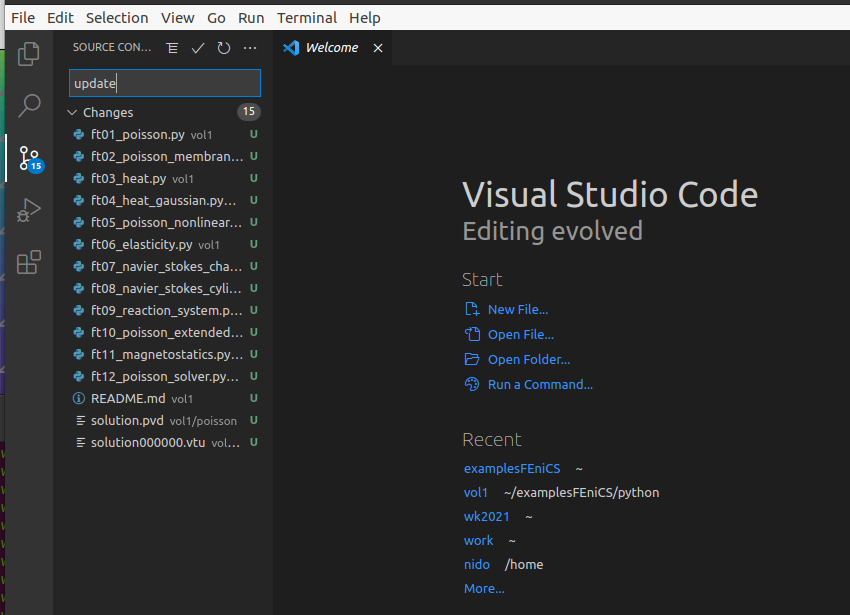 File Edit Selection View Go Run Terminal Help
SOURCE CON...
Welcome
update
Changes 15
ft01_poisson.py vol1 U
ft02_poisson_membran... U
15
ft03_heat.py vol1 U
ft04_heat_gaussian.py... U
ft05_poisson_nonlinear... U
ft06_elasticity.py vol1 U
ft07_navier_stokes_cha... U
ft08_navier_stokes_cyli... U
ft09_reaction_system.p... U
ft10_poisson_extended... U
ft11_magnetostatics.py... U
ft12_poisson_solver.py... U
README.md vol1 U
solution.pvd vol1/poisson U
solution000000.vtu vol... U
Visual Studio Code
Editing evolved
Start
New File...
Open File...
Open Folder...
Run a Command...
Recent
examplesFEniCS ~
vol1 ~/examplesFEniCS/python
wk2021 ~
work ~
nido /home
More...